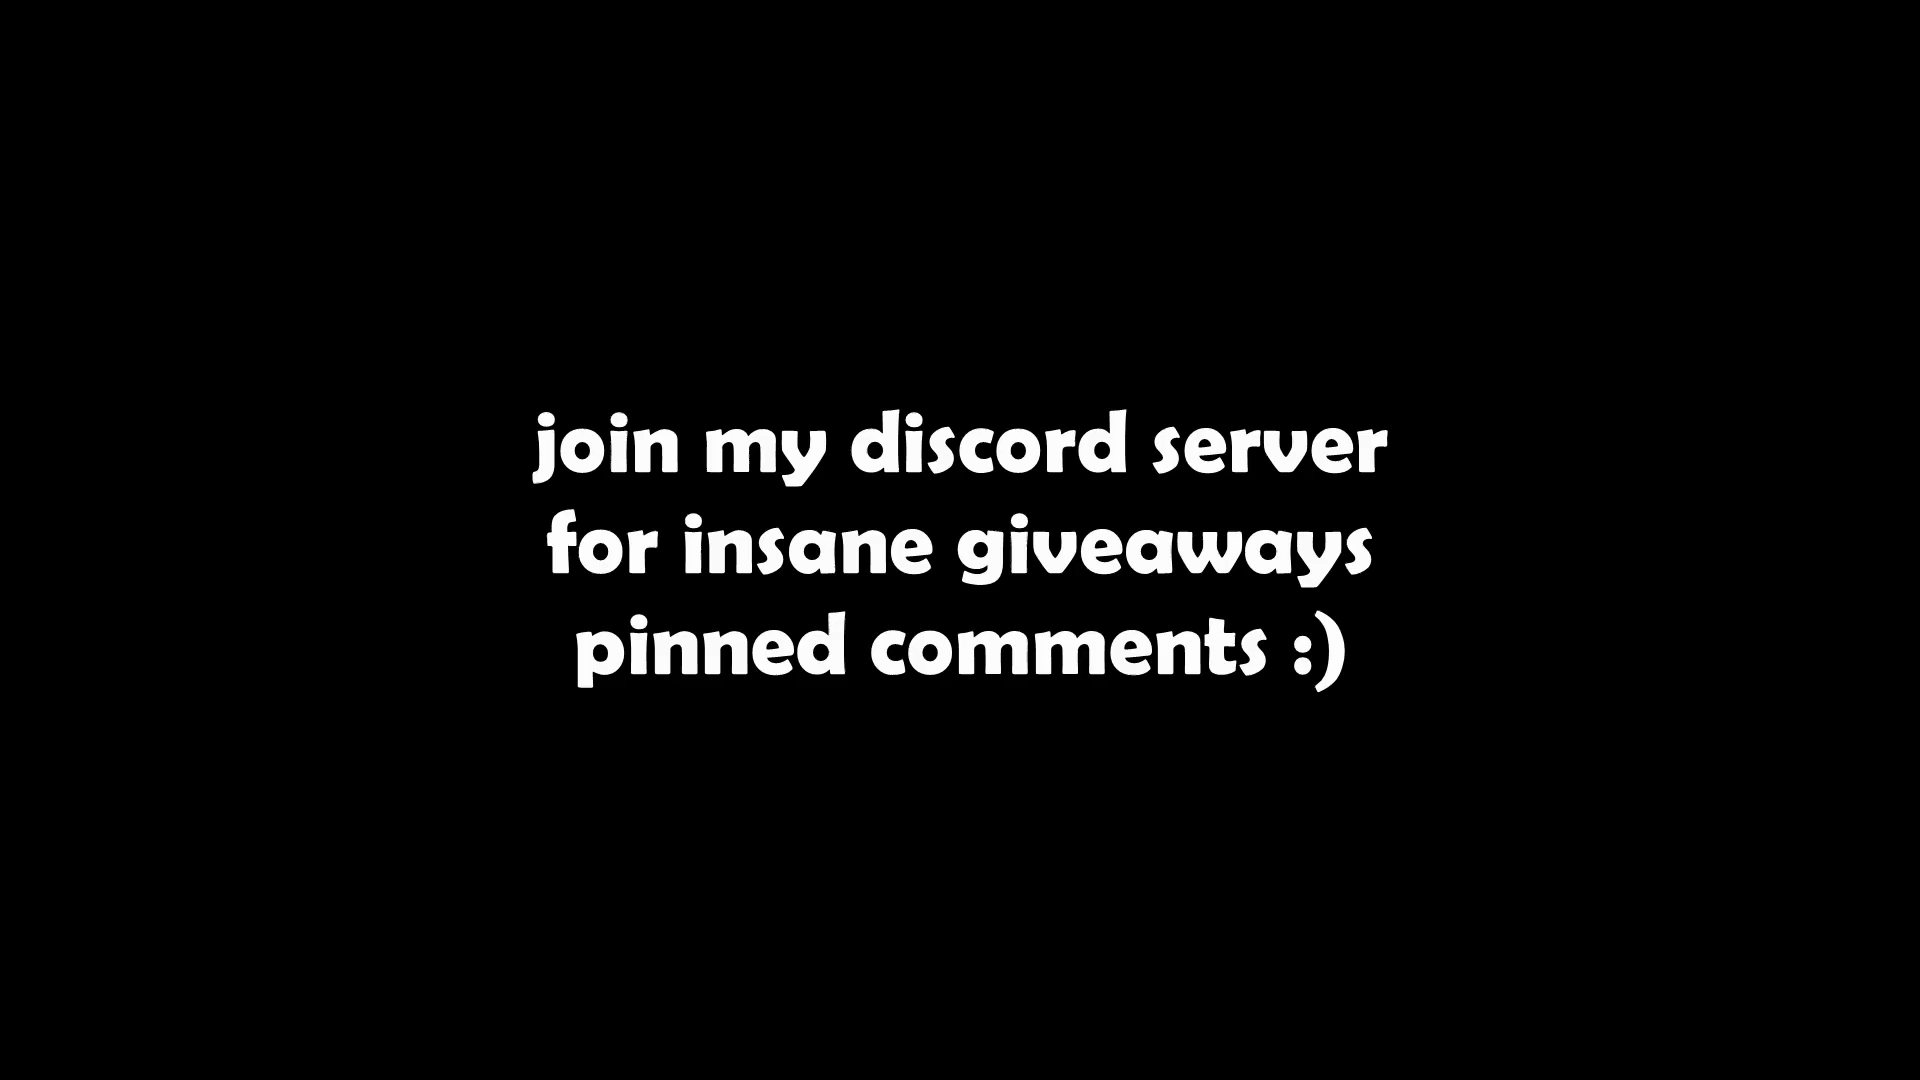 join my discord server
for insane giveaways
pinned comments :)